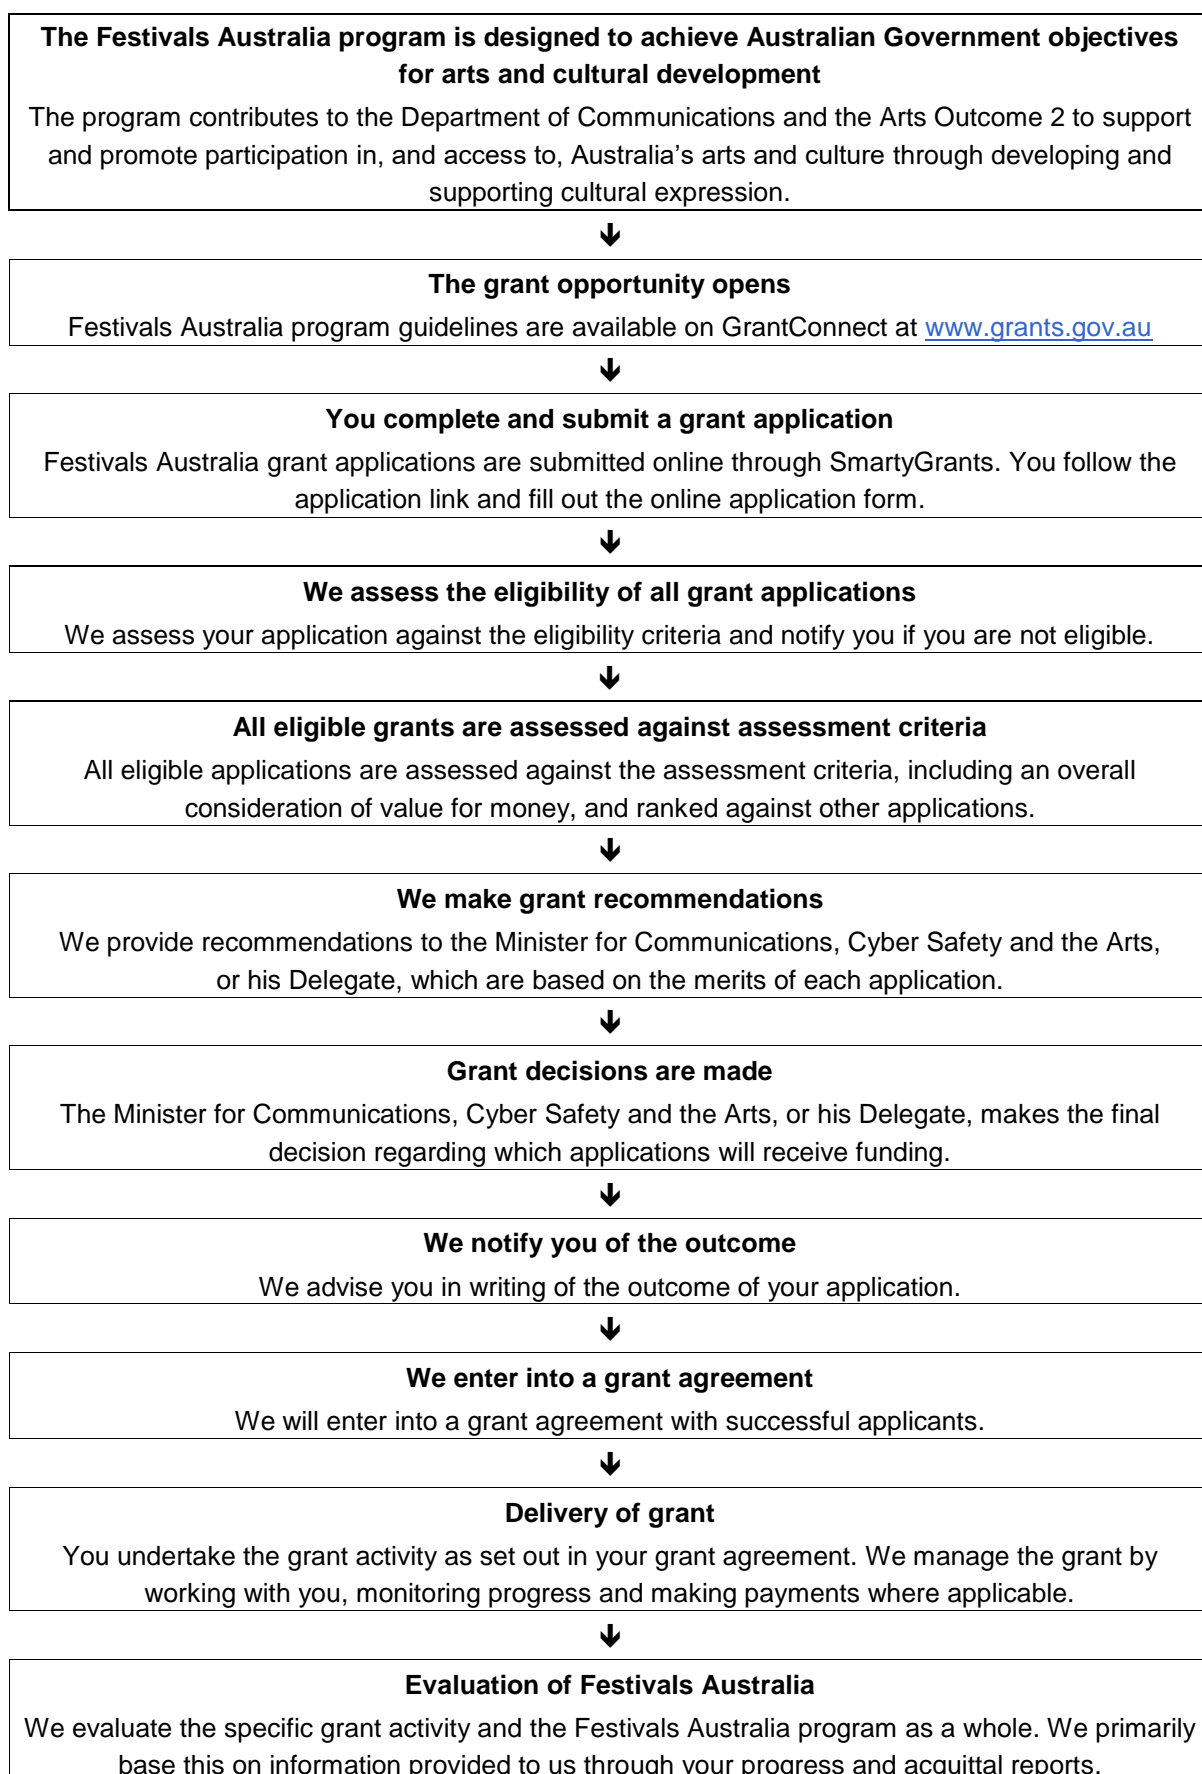 The Festivals Australia program is designed to achieve Australian Government objectives
for arts and cultural development
The program contributes to the Department of Communications and the Arts Outcome 2 to support
and promote participation in, and access to, Australia’s arts and culture through developing and
supporting cultural expression.
The grant opportunity opens
Festivals Australia program guidelines are available on GrantConnect at www.grants.gov.au
You complete and submit a grant application
Festivals Australia grant applications are submitted online through SmartyGrants. You follow the
application link and fill out the online application form.
We assess the eligibility of all grant applications
We assess your application against the eligibility criteria and notify you if you are not eligible.
All eligible grants are assessed against assessment criteria
All eligible applications are assessed against the assessment criteria, including an overall
consideration of value for money, and ranked against other applications.
We make grant recommendations
We provide recommendations to the Minister for Communications, Cyber Safety and the Arts,
or his Delegate, which are based on the merits of each application.
Grant decisions are made
The Minister for Communications, Cyber Safety and the Arts, or his Delegate, makes the final
decision regarding which applications will receive funding.
We notify you of the outcome
We advise you in writing of the outcome of your application.
We enter into a grant agreement
We will enter into a grant agreement with successful applicants.
Delivery of grant
You undertake the grant activity as set out in your grant agreement. We manage the grant by
working with you, monitoring progress and making payments where applicable.
Evaluation of Festivals Australia
We evaluate the specific grant activity and the Festivals Australia program as a whole. We primarily
base this on information provided to us through your progress and acquittal reports.